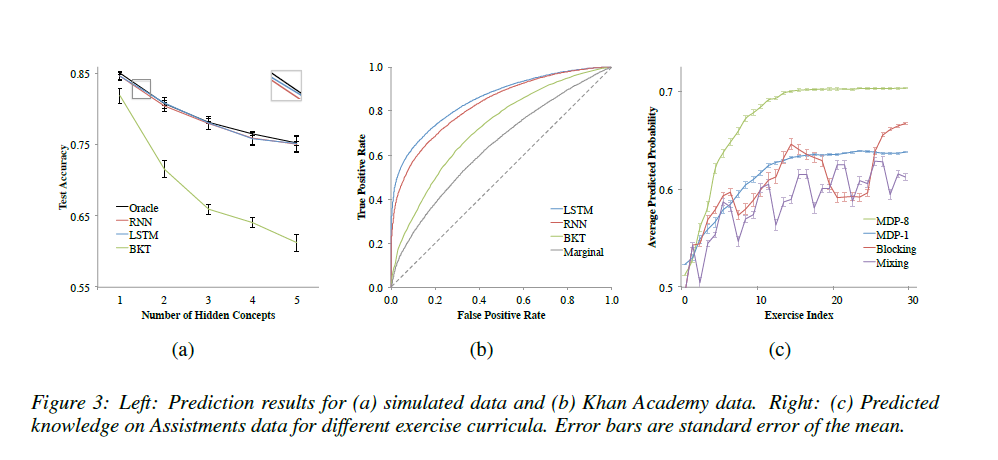 0.85
0.75
0.65
0.55
Test Accuracy
Oracle
RNN
LSTM
BKT
1 2 3 4 5
Number of Hidden Concepts
(a)
1.0
0.8
0.6
0.4
0.2
0.0
True Positive Rate
LSTM
RNN
BKT
Marginal
0.0 0.2 0.4 0.6 0.8 1.0
False Positive Rate
(b)
0.7
0.6
0.5
Average Predicted Probability
MDP-8
MDP-1
Blocking
Mixing
0 10 20 30
Exercise Index
(c)
Figure 3: Left: Prediction results for (a) simulated data and (b) Khan Academy data. Right: (c) Predicted
knowledge on Assistments data for different exercise curricula. Error bars are standard error of the mean.